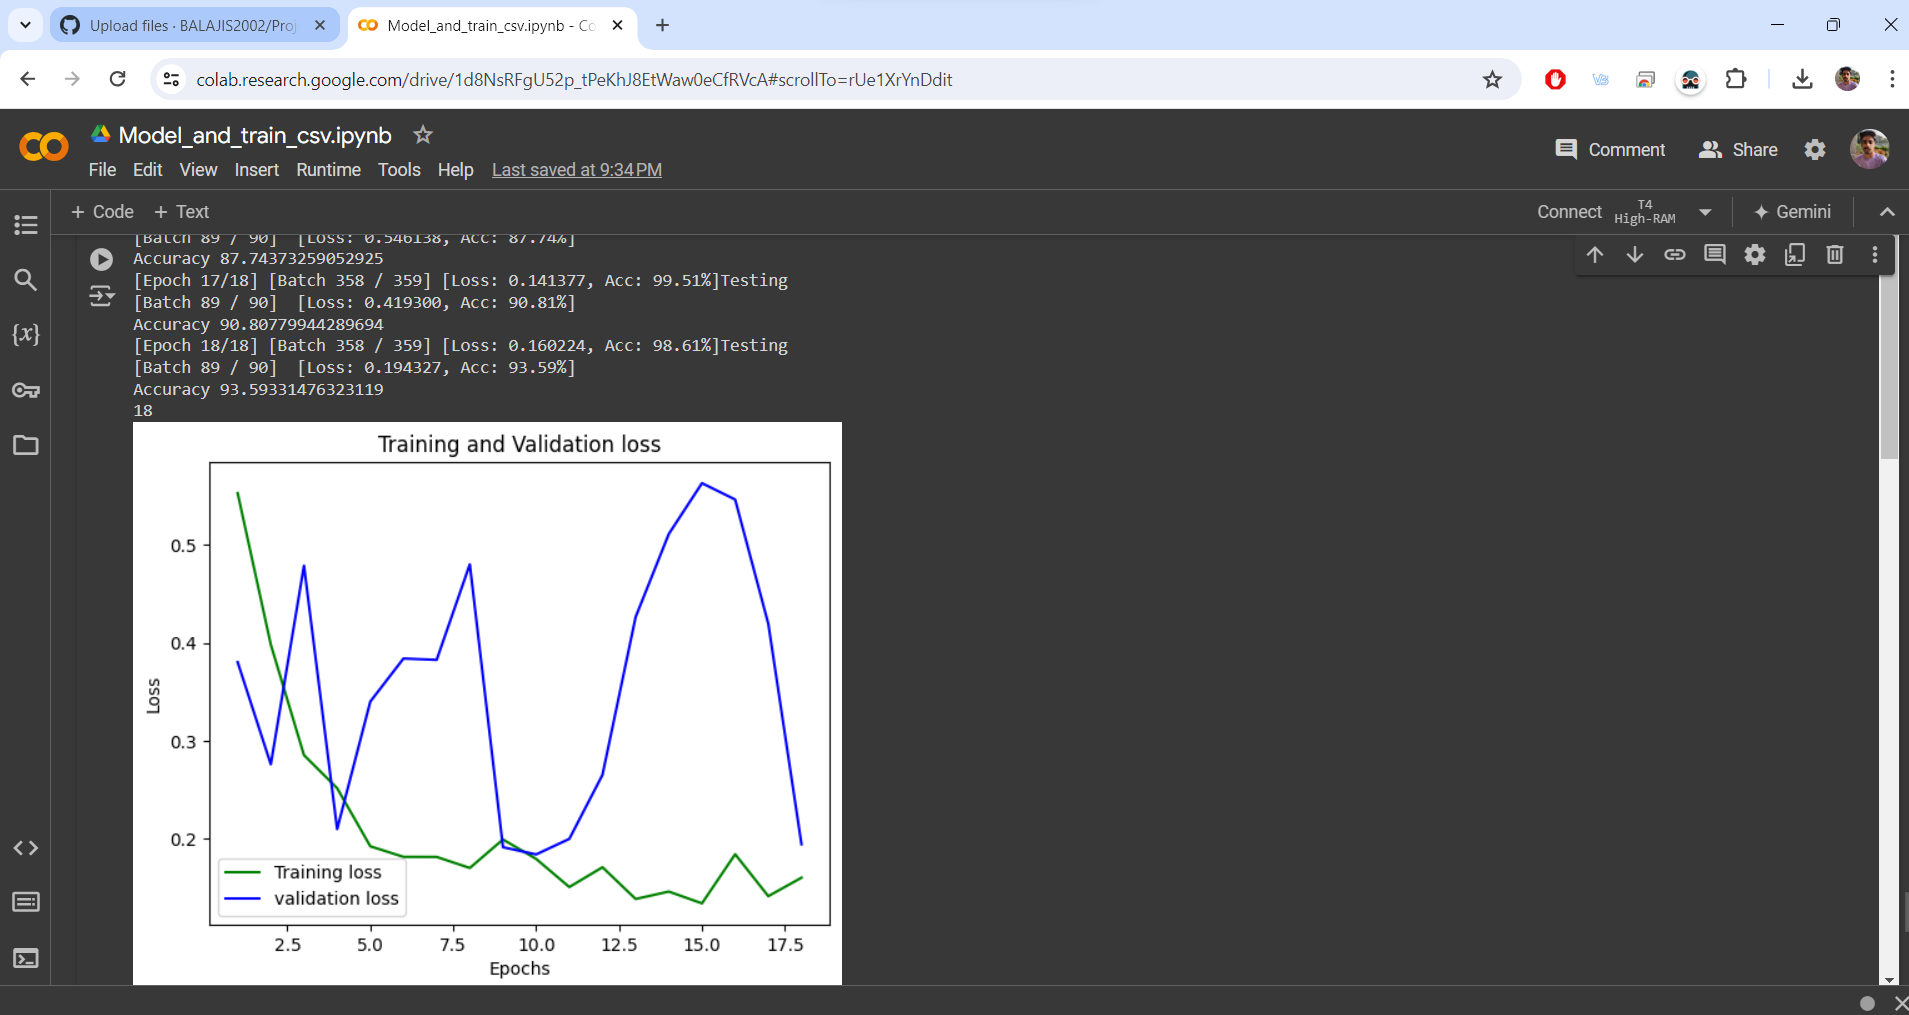 Upload files · BALAJIS2002/Proj
Model_and_train_csv.ipynb - Co
colab.research.google.com/drive/1d8NsRFgU52p_tPeKhJ8EtWaw0eCfRVcA#scrollTo=rUe1XrYnDdit
Model_and_train_csv.ipynb
Comment
Share
File Edit View Insert Runtime Tools Help Last saved at 9:34 PM
+ Code + Text
Connect T4 High-RAM
Gemini
[Batch 89 / 90] [Loss: 0.546138, Acc: 87.74%]
Accuracy 87.74373259052925
[Epoch 17/18] [Batch 358 / 359] [Loss: 0.141377, Acc: 99.51%]Testing
[Batch 89 / 90] [Loss: 0.419300, Acc: 90.81%]
Accuracy 90.80779944289694
[Epoch 18/18] [Batch 358 / 359] [Loss: 0.160224, Acc: 98.61%]Testing
[Batch 89 / 90] [Loss: 0.194327, Acc: 93.59%]
Accuracy 93.59331476323119
18
Training and Validation loss
0.5
0.4
Loss
0.3
0.2
Training loss
validation loss
2.5 5.0 7.5 10.0 12.5 15.0 17.5
Epochs